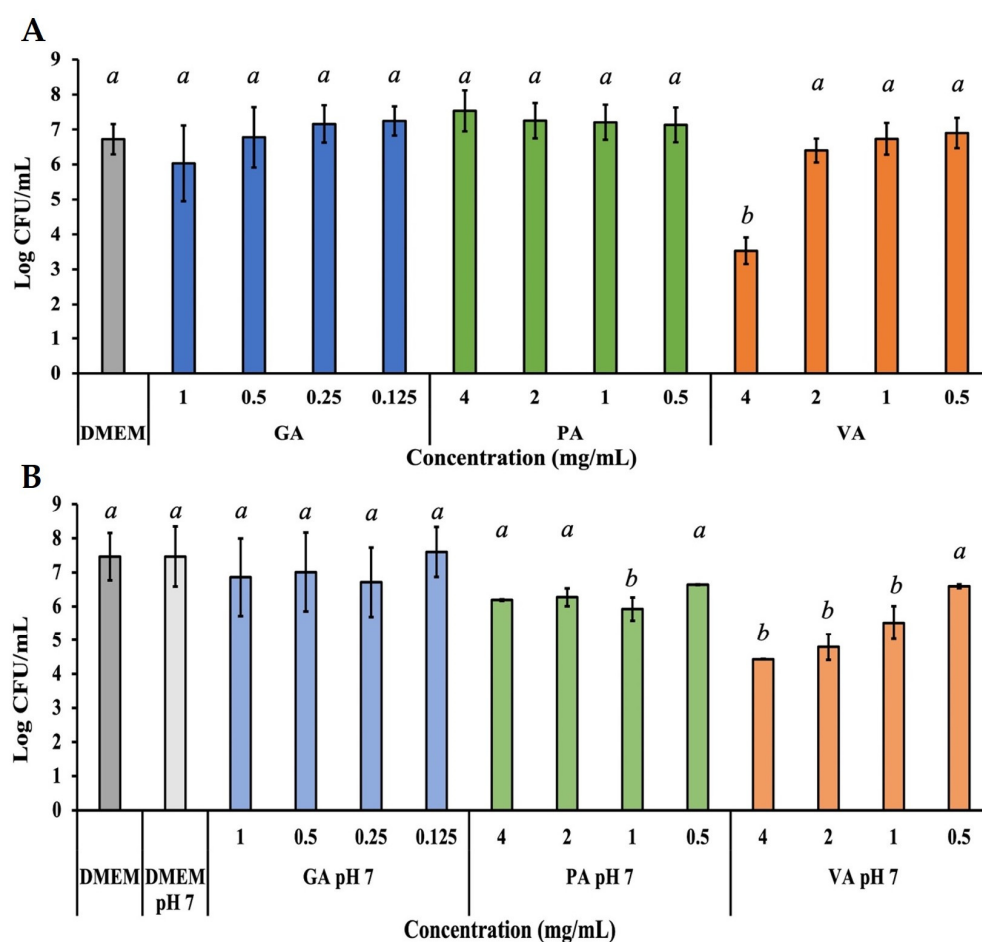 A
9
8
7
6
5
4
3
2
1
0
Log CFU/mL
a a a a a a a a a b a a a
1 0.5 0.25 0.125 4 2 1 0.5 4 2 1 0.5
DMEM GA PA VA
Concentration (mg/mL)
B
9
8
7
6
5
4
3
2
1
0
Log CFU/mL
a a a a a a a a b a b b b a
1 0.5 0.25 0.125 4 2 1 0.5 4 2 1 0.5
DMEM DMEM pH 7 GA pH 7 PA pH 7 VA pH 7
Concentration (mg/mL)